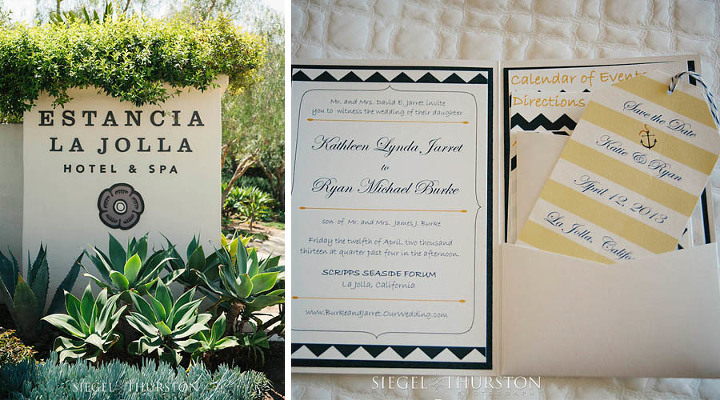 ESTANCIA
LA JOLLA
HOTEL & SPA
SIEGEL THURSTON
Mr. and Mrs. David E. Jarret invite
you to witness the wedding of their daughter
Kathleen Lynda Jarret
to
Ryan Michael Burke
son of Mr. and Mrs. James J. Burke
Friday the twelfth of April, two thousand
thirteen at quarter past four in the afternoon.
SCRIPPS SEASIDE FORUM
La Jolla, California
www.BurkeandJarret.OurWedding.com
Calendar of Events
Directions
Save the Date
Katie & Ryan
April 12, 2013
La Jolla, Califo
SIEGEL THURSTON